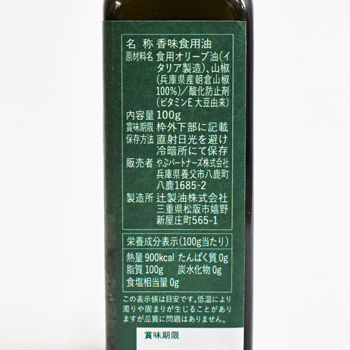 名 称 香味食用油
原材料名 食用オリーブ油(イ
タリア製造)、山椒
(兵庫県産朝倉山椒
100%)/酸化防止剤
(ビタミンE 大豆由来)
内容量 100g
賞味期限 枠外下部に記載
保存方法 直射日光を避け
冷暗所にて保存
販売者 やぶパートナーズ株式会社
兵庫県養父市八鹿町
八鹿1685-2
製造所 辻製油株式会社
三重県松阪市嬉野
新屋庄町565-1
栄養成分表示(100g当たり)
熱量 900kcal たんぱく質 0g
脂質 100g 炭水化物 0g
食塩相当量 0g
この表示値は目安です。低温により
濁りや固まりが生じることがあり
ますが品質に問題はありません。
賞味期限